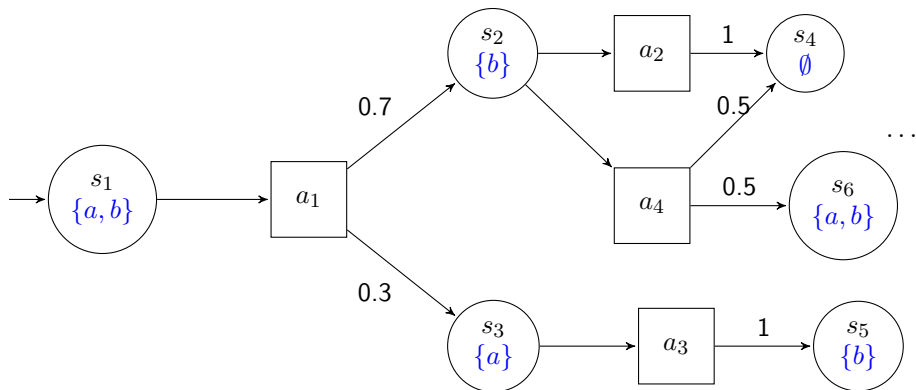 s₂
{b}
a₂
1
s₄
∅
0.7
0.5
...
s₁
{a, b}
a₁
a₄
0.5
s₆
{a, b}
0.3
s₃
{a}
a₃
1
s₅
{b}